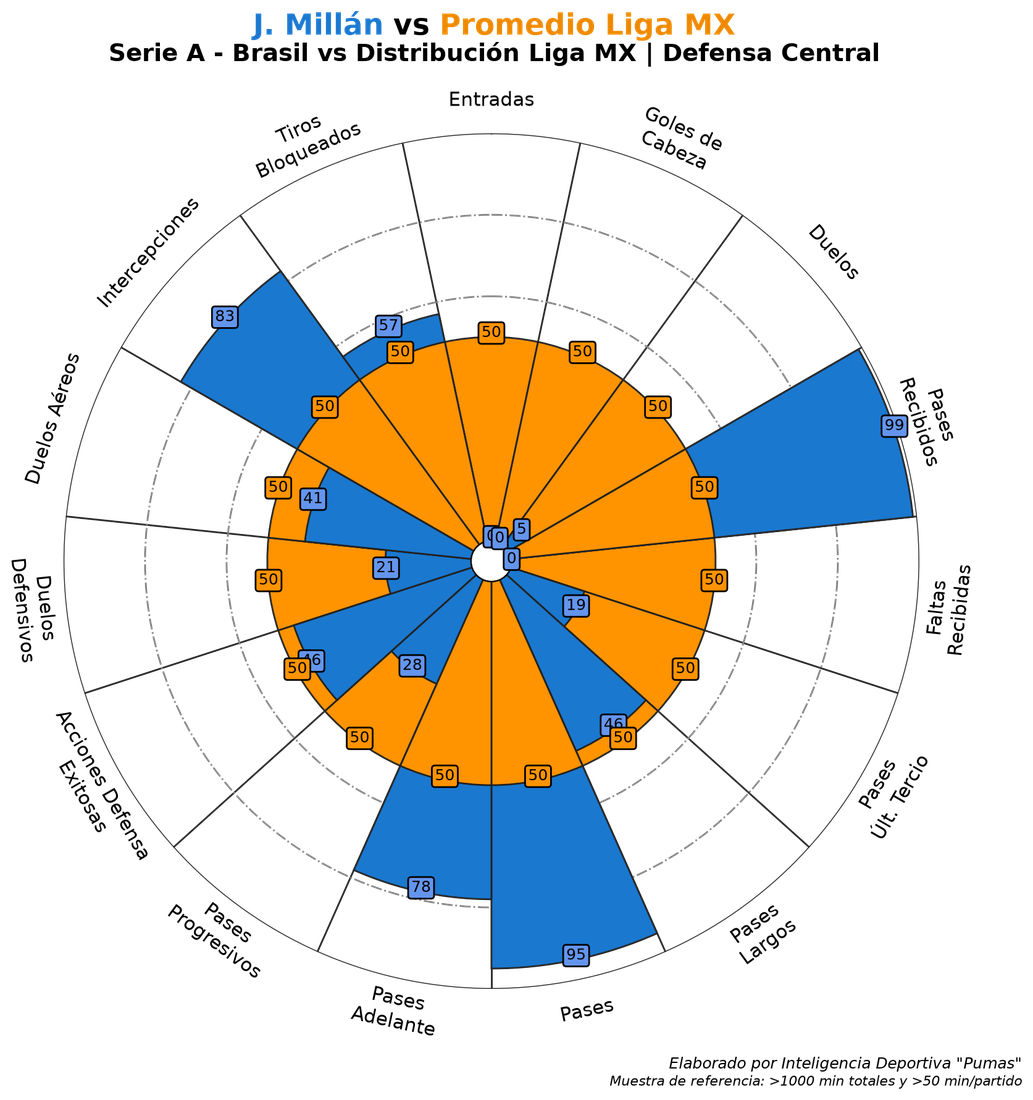 J. Millán vs Promedio Liga MX
Serie A - Brasil vs Distribución Liga MX | Defensa Central
Entradas
Goles de
Cabeza
Duelos
Pases
Recibidos
Faltas
Recibidas
Pases
Últ. Tercio
Pases
Largos
Pases
Pases
Adelante
Pases
Progresivos
Acciones Defensa
Exitosas
Duelos
Defensivos
Duelos Aéreos
Intercepciones
Tiros
Bloqueados
0
50
0
50
5
50
99
50
0
50
19
50
46
50
95
50
78
50
28
50
46
50
21
50
41
50
83
50
57
50
Elaborado por Inteligencia Deportiva "Pumas"
Muestra de referencia: >1000 min totales y >50 min/partido